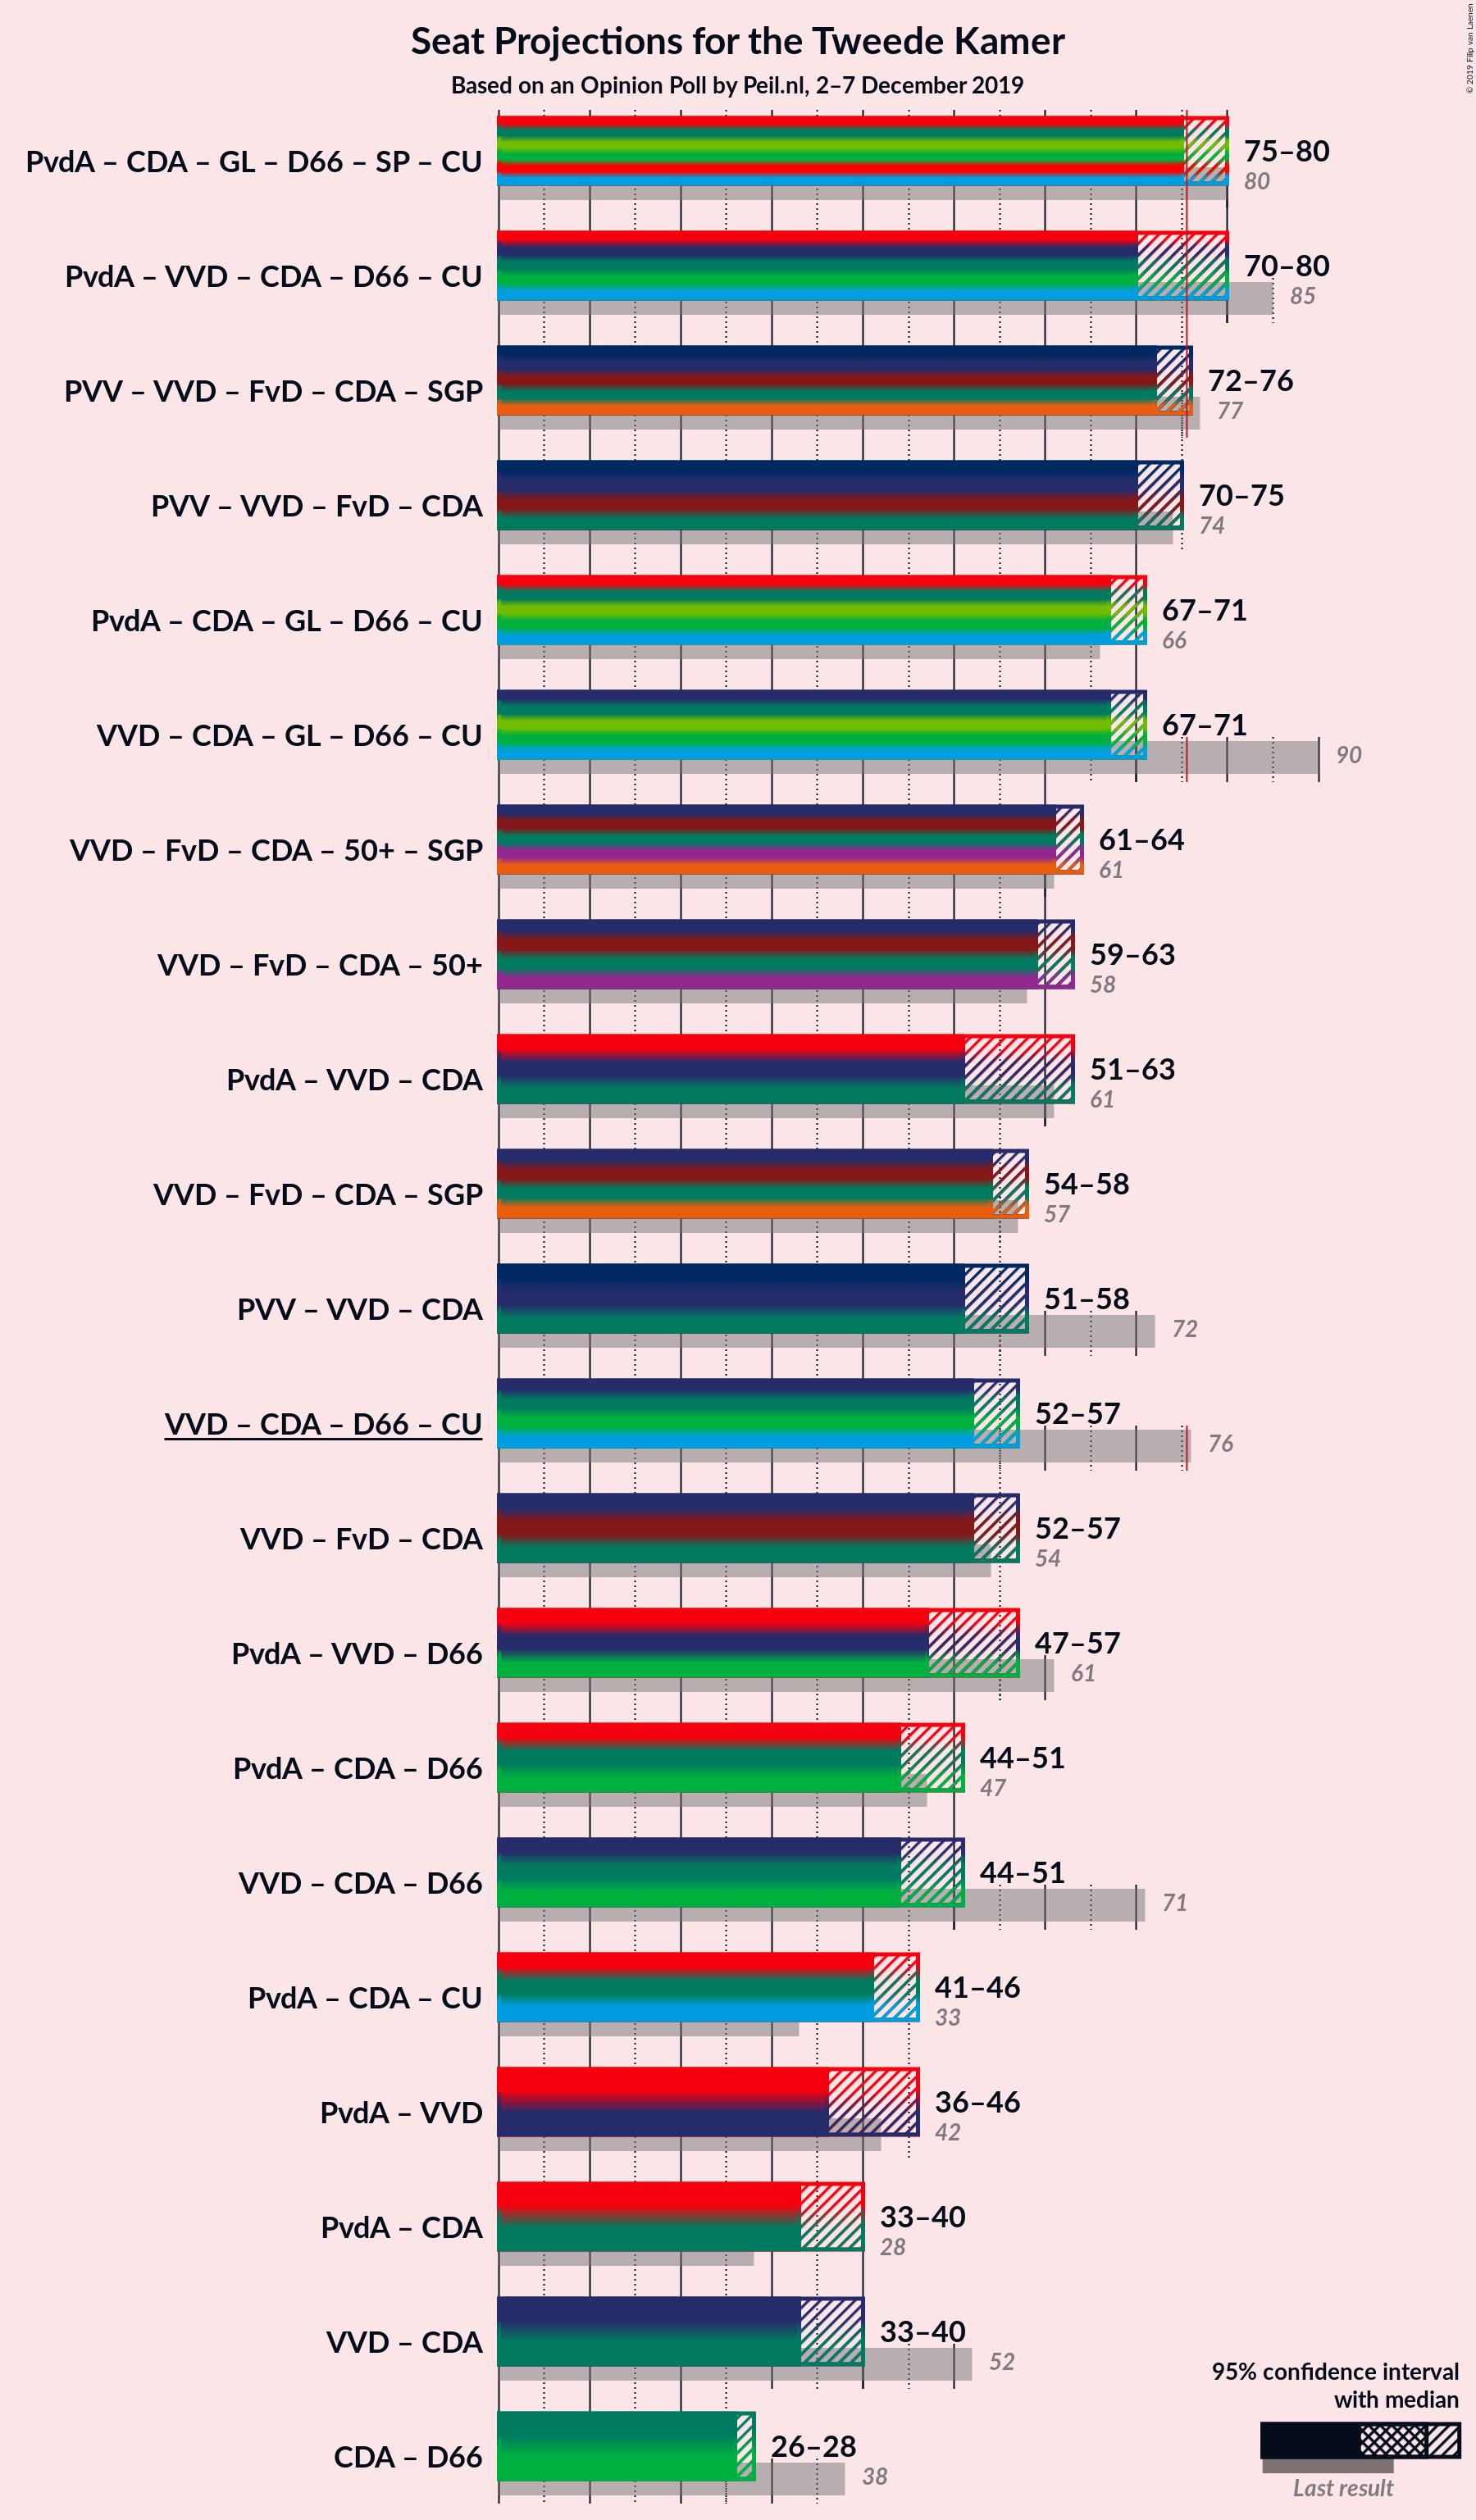 Seat Projections for the Tweede Kamer
Based on an Opinion Poll by Peil.nl, 2–7 December 2019
© 2019 Filip van Laenen
PvdA – CDA – GL – D66 – SP – CU
75–80
80
PvdA – VVD – CDA – D66 – CU
70–80
85
PVV – VVD – FvD – CDA – SGP
72–76
77
PVV – VVD – FvD – CDA
70–75
74
PvdA – CDA – GL – D66 – CU
67–71
66
VVD – CDA – GL – D66 – CU
67–71
90
VVD – FvD – CDA – 50+ – SGP
61–64
61
VVD – FvD – CDA – 50+
59–63
58
PvdA – VVD – CDA
51–63
61
VVD – FvD – CDA – SGP
54–58
57
PVV – VVD – CDA
51–58
72
VVD – CDA – D66 – CU
52–57
76
VVD – FvD – CDA
52–57
54
PvdA – VVD – D66
47–57
61
PvdA – CDA – D66
44–51
47
VVD – CDA – D66
44–51
71
PvdA – CDA – CU
41–46
33
PvdA – VVD
36–46
42
PvdA – CDA
33–40
28
VVD – CDA
33–40
52
CDA – D66
26–28
38
95% confidence interval
with median
Last result